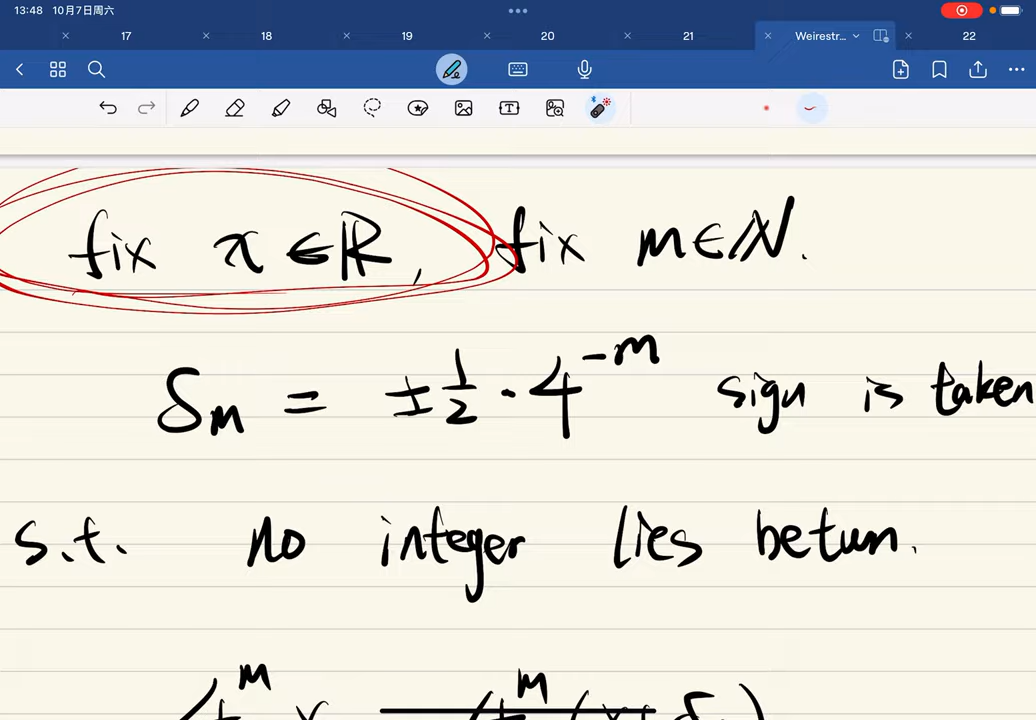 13:48 10月7日周六
17 18 19 20 21 Weirestr... 22
fix x ∈ ℝ, fix m ∈ ℕ.
δₘ = ± 1/2 · 4^{-m} sign is taken
s.t. no integer lies betwn.